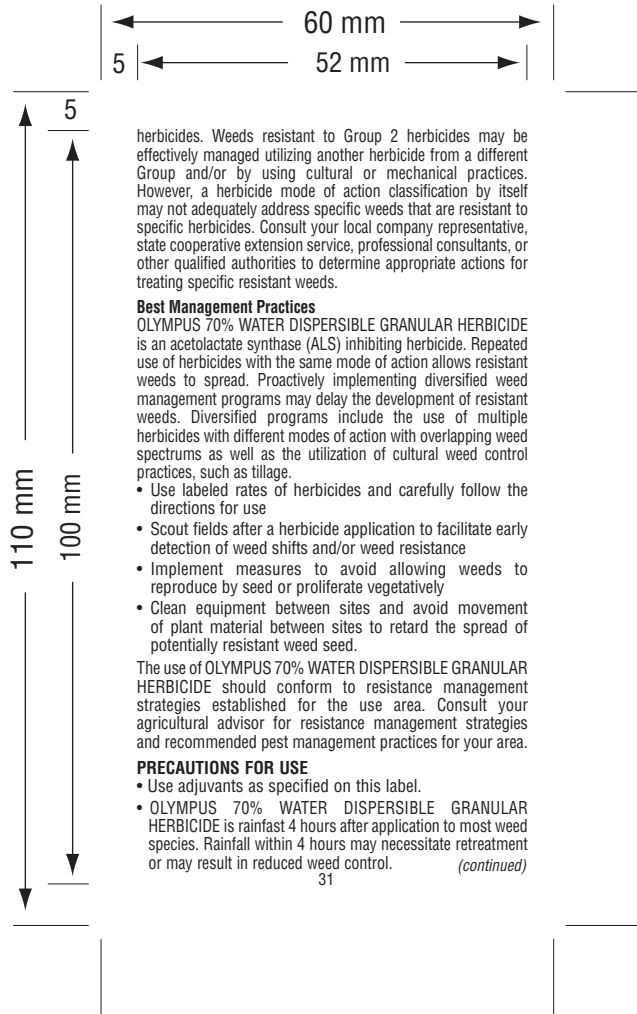 60 mm
5
52 mm
5
110 mm
100 mm
herbicides. Weeds resistant to Group 2 herbicides may be
effectively managed utilizing another herbicide from a different
Group and/or by using cultural or mechanical practices.
However, a herbicide mode of action classification by itself
may not adequately address specific weeds that are resistant to
specific herbicides. Consult your local company representative,
state cooperative extension service, professional consultants, or
other qualified authorities to determine appropriate actions for
treating specific resistant weeds.
Best Management Practices
OLYMPUS 70% WATER DISPERSIBLE GRANULAR HERBICIDE
is an acetolactate synthase (ALS) inhibiting herbicide. Repeated
use of herbicides with the same mode of action allows resistant
weeds to spread. Proactively implementing diversified weed
management programs may delay the development of resistant
weeds. Diversified programs include the use of multiple
herbicides with different modes of action with overlapping weed
spectrums as well as the utilization of cultural weed control
practices, such as tillage.
• Use labeled rates of herbicides and carefully follow the
directions for use
• Scout fields after a herbicide application to facilitate early
detection of weed shifts and/or weed resistance
• Implement measures to avoid allowing weeds to
reproduce by seed or proliferate vegetatively
• Clean equipment between sites and avoid movement
of plant material between sites to retard the spread of
potentially resistant weed seed.
The use of OLYMPUS 70% WATER DISPERSIBLE GRANULAR
HERBICIDE should conform to resistance management
strategies established for the use area. Consult your
agricultural advisor for resistance management strategies
and recommended pest management practices for your area.
PRECAUTIONS FOR USE
• Use adjuvants as specified on this label.
• OLYMPUS 70% WATER DISPERSIBLE GRANULAR
HERBICIDE is rainfast 4 hours after application to most weed
species. Rainfall within 4 hours may necessitate retreatment
or may result in reduced weed control. (continued)
31